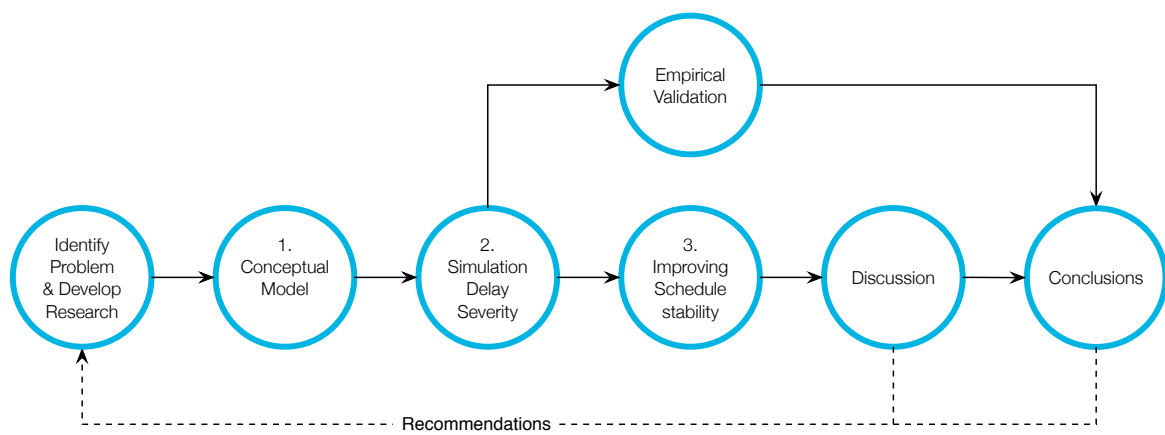 Empirical
Validation
Identify
Problem
& Develop
Research
1.
Conceptual
Model
2.
Simulation
Delay
Severity
3.
Improving
Schedule
stability
Discussion
Conclusions
Recommendations